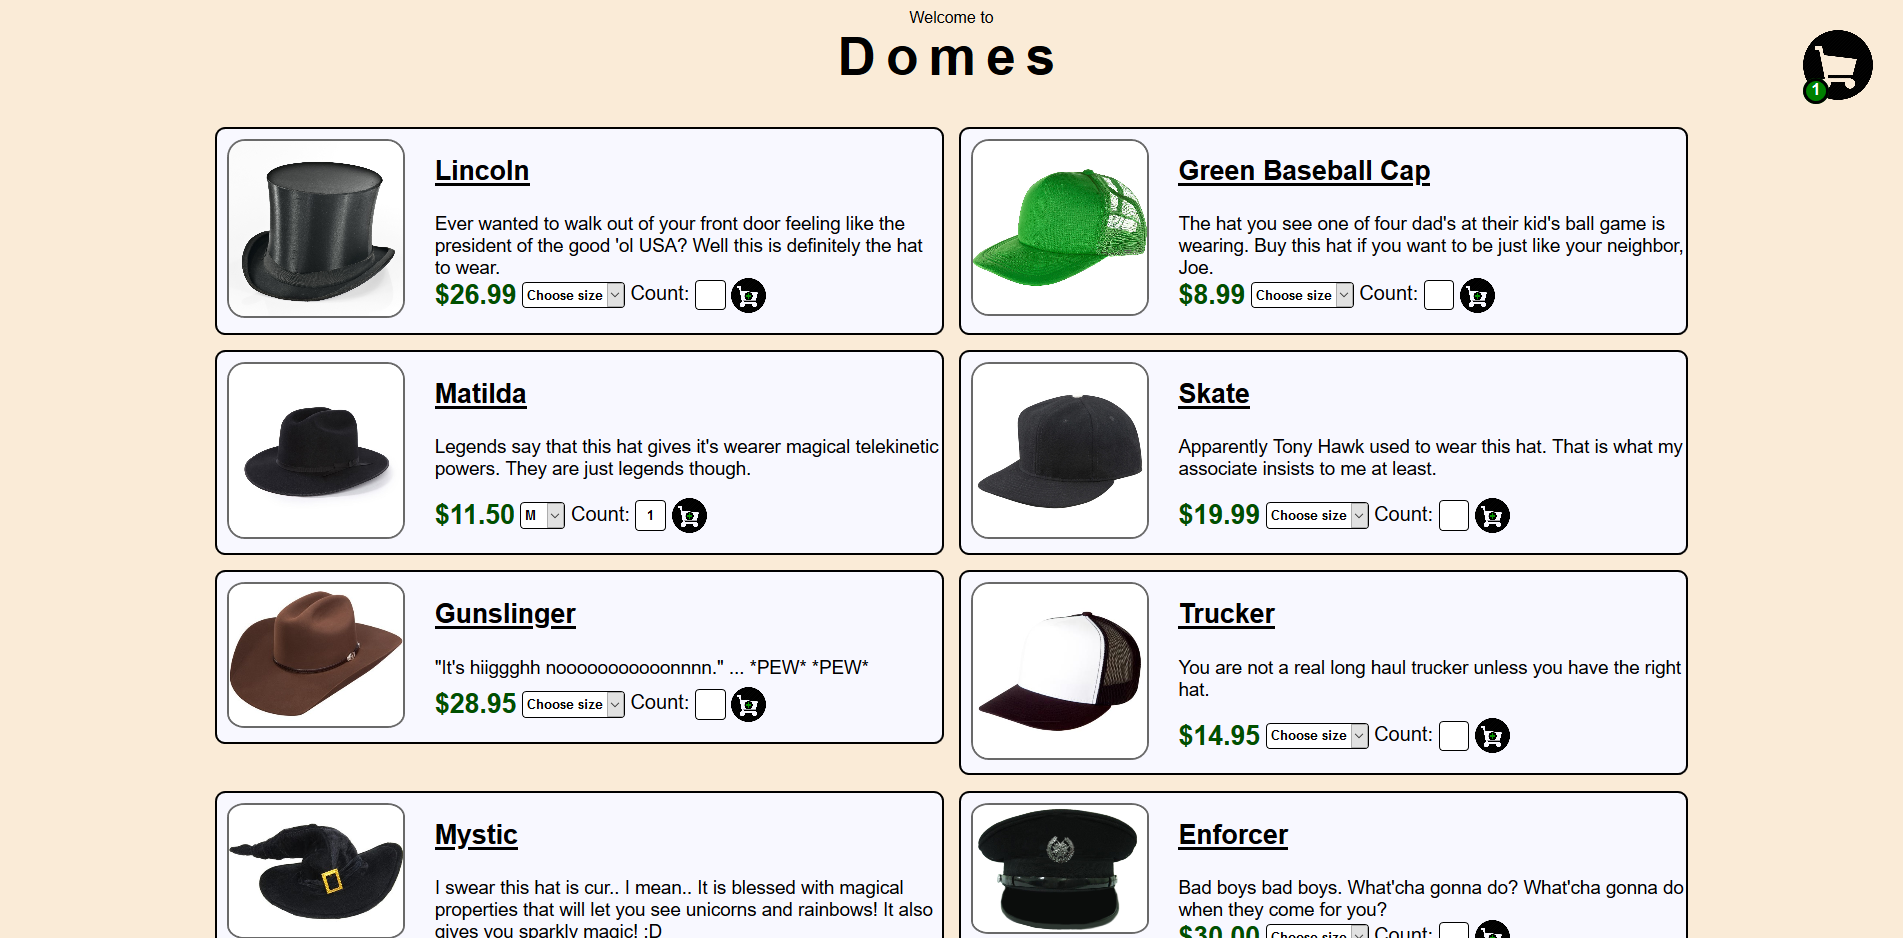 Welcome to
Domes
1
Lincoln
Ever wanted to walk out of your front door feeling like the
president of the good 'ol USA? Well this is definitely the hat
to wear.
$26.99 Choose size Count:
Green Baseball Cap
The hat you see one of four dad's at their kid's ball game is
wearing. Buy this hat if you want to be just like your neighbor,
Joe.
$8.99 Choose size Count:
Matilda
Legends say that this hat gives it's wearer magical telekinetic
powers. They are just legends though.
$11.50 M Count: 1
Skate
Apparently Tony Hawk used to wear this hat. That is what my
associate insists to me at least.
$19.99 Choose size Count:
Gunslinger
"It's hiiggghh nooooooooooonnnn." ... *PEW* *PEW*
$28.95 Choose size Count:
Trucker
You are not a real long haul trucker unless you have the right
hat.
$14.95 Choose size Count:
Mystic
I swear this hat is cur.. I mean.. It is blessed with magical
properties that will let you see unicorns and rainbows! It also
gives you sparkly magic! :D
Enforcer
Bad boys bad boys. What'cha gonna do? What'cha gonna do
when they come for you?
$30.00 Choose size Count: